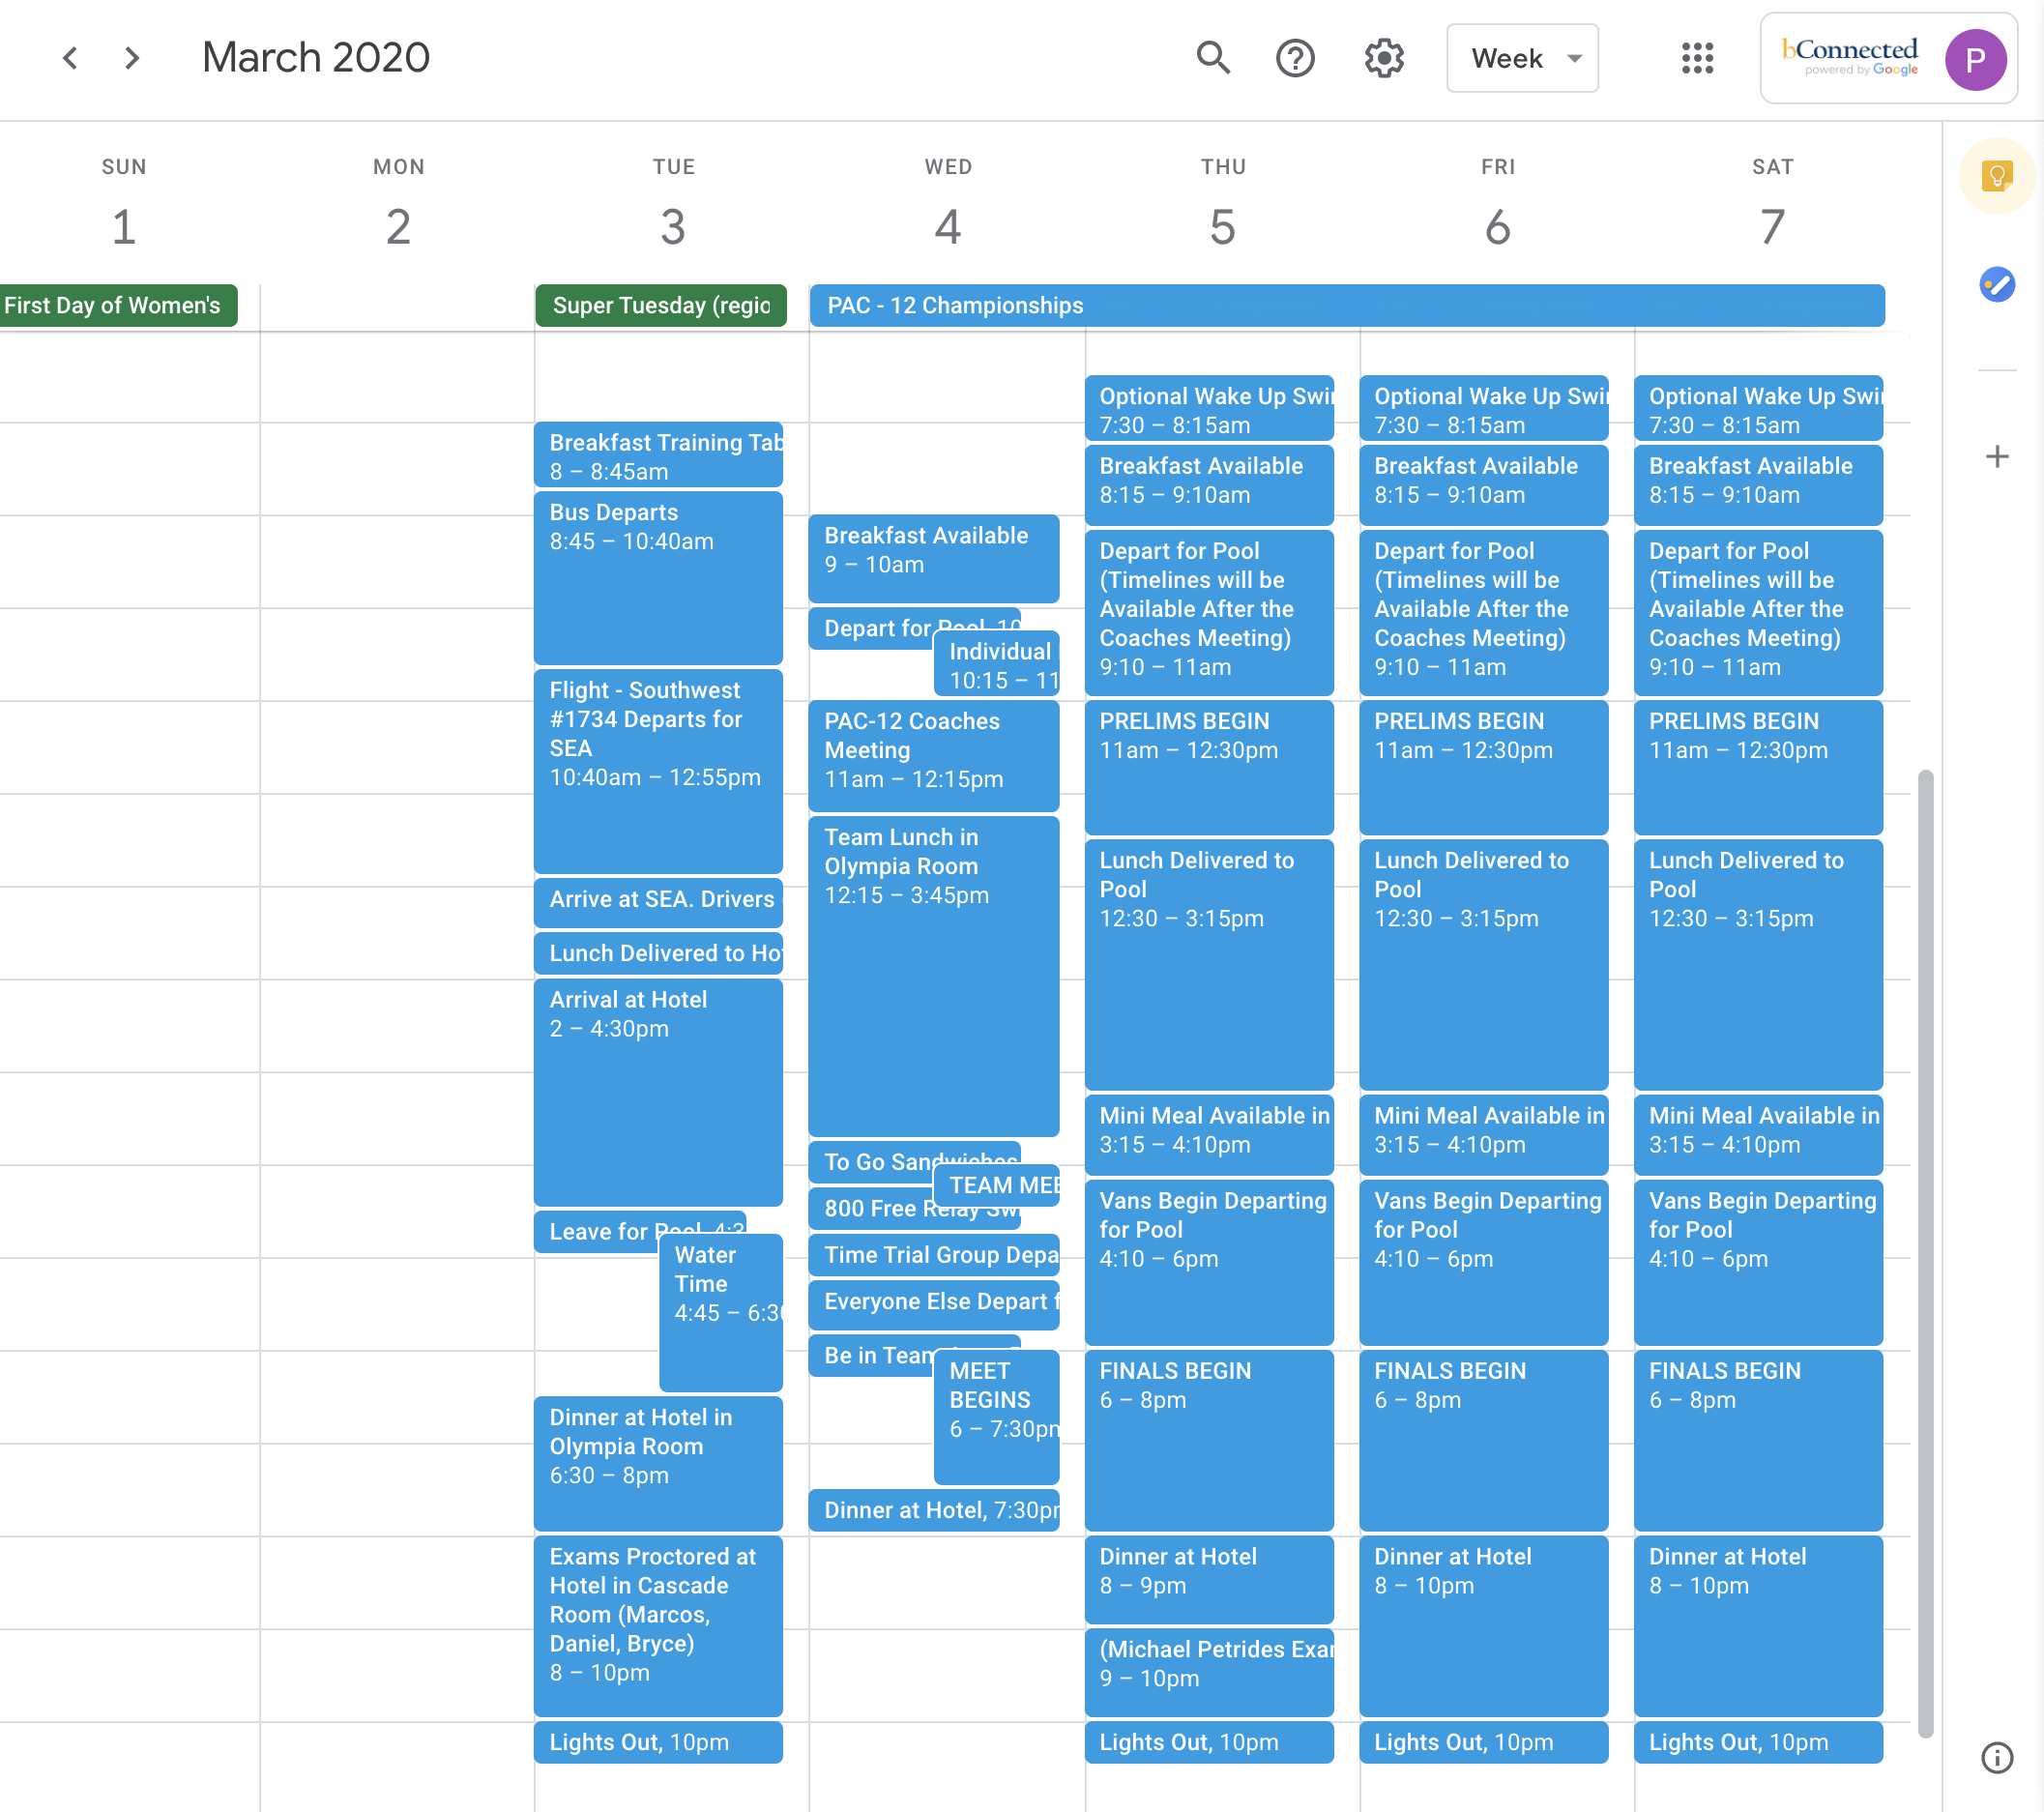 March 2020
Week
bConnected
powered by Google
P
SUN
1
MON
2
TUE
3
WED
4
THU
5
FRI
6
SAT
7
First Day of Women's
Super Tuesday (regio
PAC - 12 Championships
Breakfast Training Tab
8 – 8:45am
Bus Departs
8:45 – 10:40am
Flight - Southwest
#1734 Departs for
SEA
10:40am – 12:55pm
Arrive at SEA. Drivers
Lunch Delivered to Ho
Arrival at Hotel
2 – 4:30pm
Leave for Pool, 4:3
Water
Time
4:45 – 6:30
Dinner at Hotel in
Olympia Room
6:30 – 8pm
Exams Proctored at
Hotel in Cascade
Room (Marcos,
Daniel, Bryce)
8 – 10pm
Lights Out, 10pm
Breakfast Available
9 – 10am
Depart for Pool, 10
Individual
10:15 – 11
PAC-12 Coaches
Meeting
11am – 12:15pm
Team Lunch in
Olympia Room
12:15 – 3:45pm
To Go Sandwiches
TEAM MEE
800 Free Relay Swi
Time Trial Group Depa
Everyone Else Depart f
Be in Team
MEET
BEGINS
6 – 7:30pm
Dinner at Hotel, 7:30pm
Optional Wake Up Swi
7:30 – 8:15am
Breakfast Available
8:15 – 9:10am
Depart for Pool
(Timelines will be
Available After the
Coaches Meeting)
9:10 – 11am
PRELIMS BEGIN
11am – 12:30pm
Lunch Delivered to
Pool
12:30 – 3:15pm
Mini Meal Available in
3:15 – 4:10pm
Vans Begin Departing
for Pool
4:10 – 6pm
FINALS BEGIN
6 – 8pm
Dinner at Hotel
8 – 9pm
(Michael Petrides Exa
9 – 10pm
Lights Out, 10pm
Optional Wake Up Swi
7:30 – 8:15am
Breakfast Available
8:15 – 9:10am
Depart for Pool
(Timelines will be
Available After the
Coaches Meeting)
9:10 – 11am
PRELIMS BEGIN
11am – 12:30pm
Lunch Delivered to
Pool
12:30 – 3:15pm
Mini Meal Available in
3:15 – 4:10pm
Vans Begin Departing
for Pool
4:10 – 6pm
FINALS BEGIN
6 – 8pm
Dinner at Hotel
8 – 10pm
Lights Out, 10pm
Optional Wake Up Swi
7:30 – 8:15am
Breakfast Available
8:15 – 9:10am
Depart for Pool
(Timelines will be
Available After the
Coaches Meeting)
9:10 – 11am
PRELIMS BEGIN
11am – 12:30pm
Lunch Delivered to
Pool
12:30 – 3:15pm
Mini Meal Available in
3:15 – 4:10pm
Vans Begin Departing
for Pool
4:10 – 6pm
FINALS BEGIN
6 – 8pm
Dinner at Hotel
8 – 10pm
Lights Out, 10pm